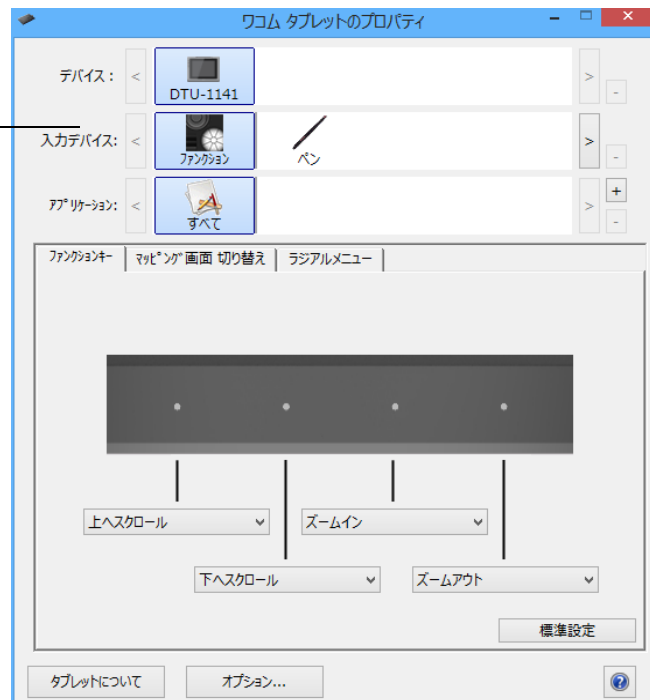 ワコム タブレットのプロパティ
デバイス :
DTU-1141
入力デバイス:
ファンクション
ペン
アプリケーション:
すべて
ファンクションキー
マッピング画面 切り替え
ラジアルメニュー
上へスクロール
ズームイン
下へスクロール
ズームアウト
標準設定
タブレットについて
オプション...